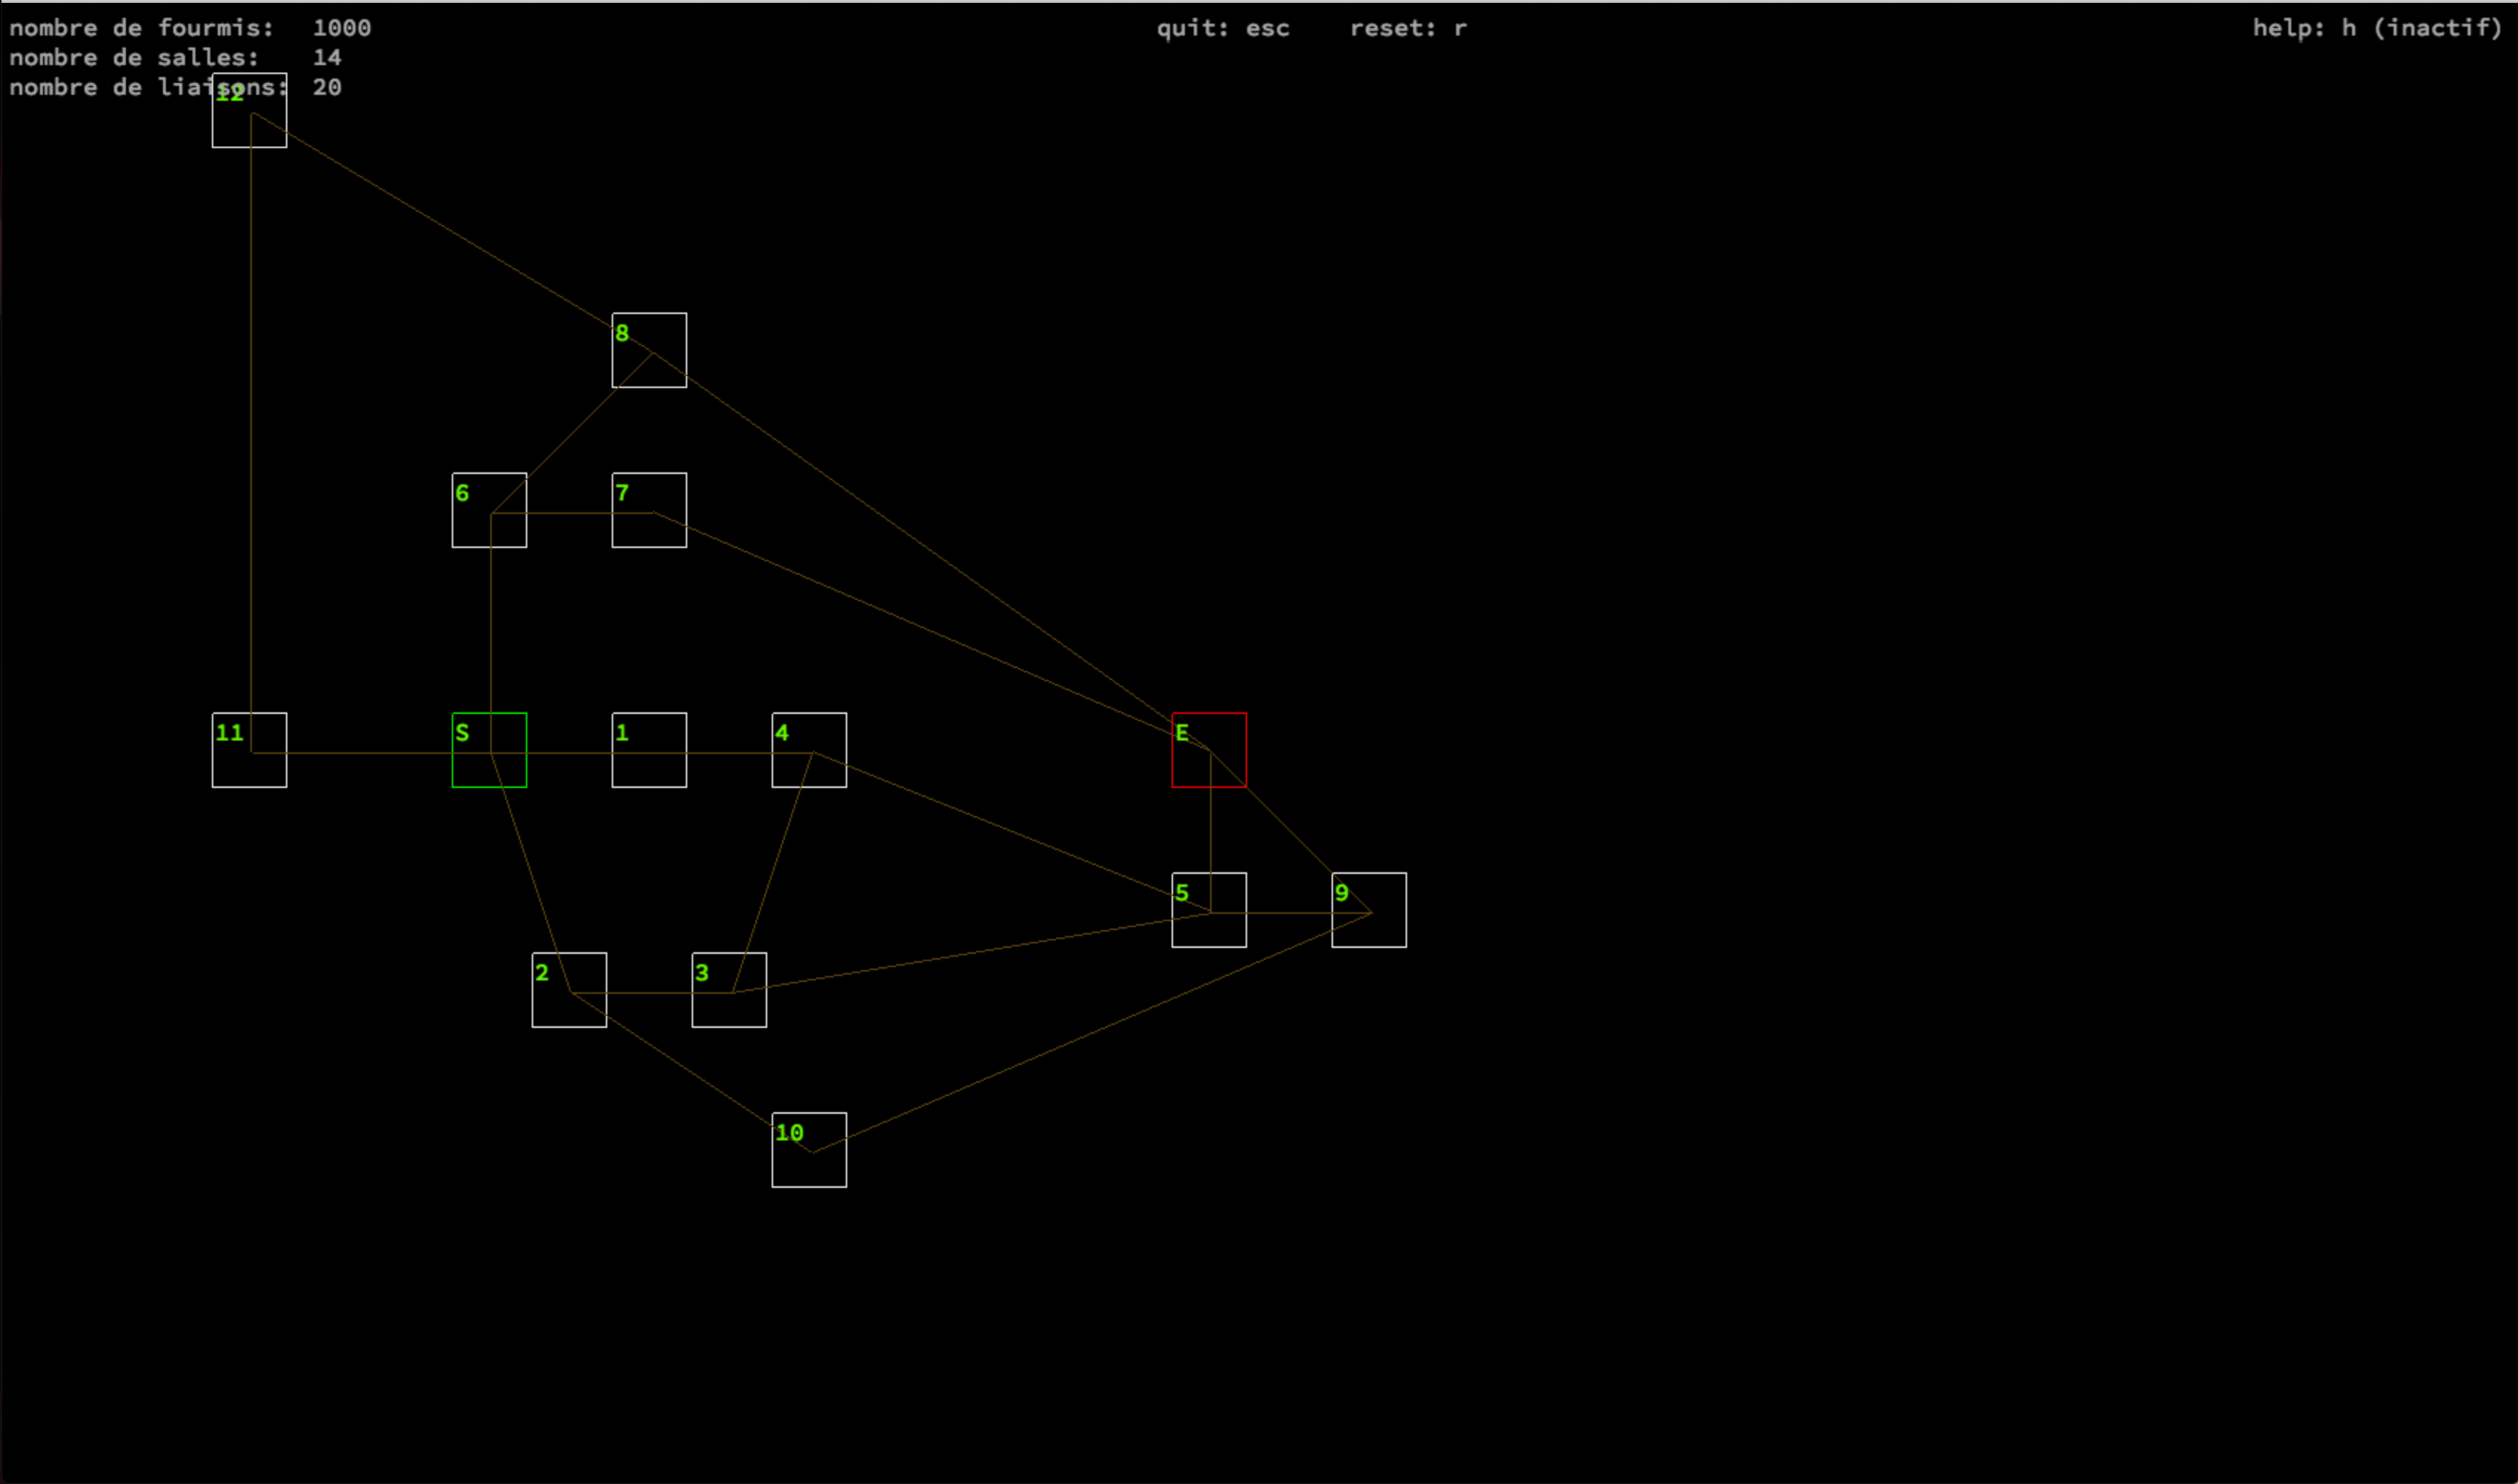 nombre de fourmis: 1000 quit: esc reset: r help: h (inactif)
nombre de salles: 14
nombre de liaisons: 20
12
8
6 7
11 S 1 4 E
5 9
2 3
10